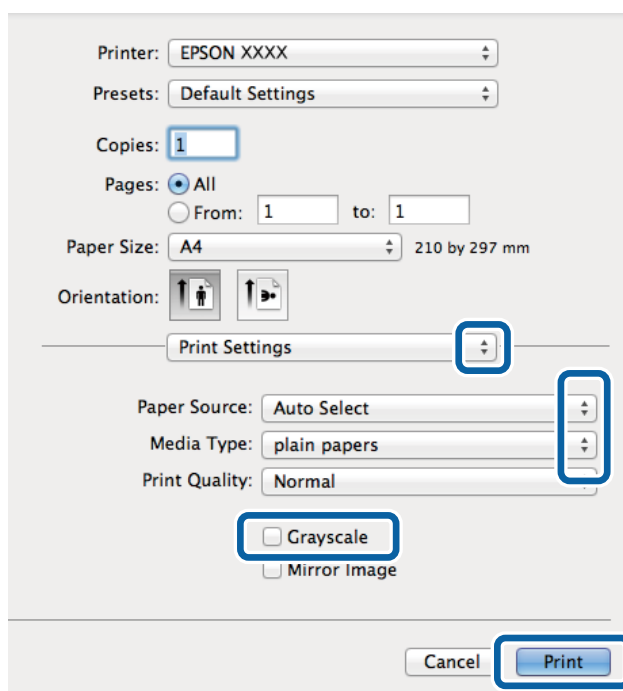 Printer: EPSON XXXX
Presets: Default Settings
Copies: 1
Pages: All
From: 1 to: 1
Paper Size: A4 210 by 297 mm
Orientation:
Print Settings
Paper Source: Auto Select
Media Type: plain papers
Print Quality: Normal
Grayscale
Mirror Image
Cancel Print